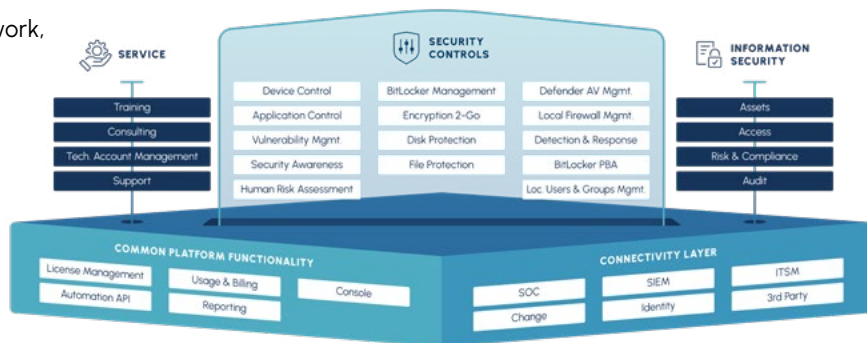 work,
SERVICE
Training
Consulting
Tech. Account Management
Support
SECURITY
CONTROLS
Device Control
Application Control
Vulnerability Mgmt.
Security Awareness
Human Risk Assessment
BitLocker Management
Encryption 2-Go
Disk Protection
File Protection
Defender AV Mgmt.
Local Firewall Mgmt.
Detection & Response
BitLocker PBA
Loc. Users & Groups Mgmt.
INFORMATION
SECURITY
Assets
Access
Risk & Compliance
Audit
COMMON PLATFORM FUNCTIONALITY
License Management
Usage & Billing
Console
Automation API
Reporting
CONNECTIVITY LAYER
SOC
SIEM
ITSM
Change
Identity
3rd Party